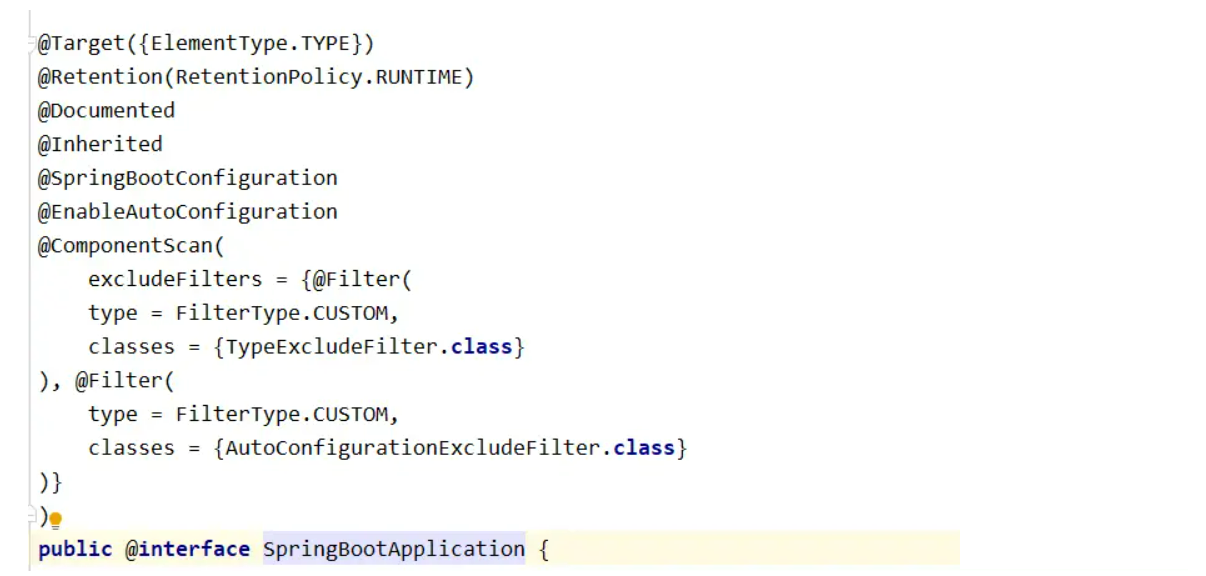 @Target({ElementType.TYPE})
@Retention(RetentionPolicy.RUNTIME)
@Documented
@Inherited
@SpringBootConfiguration
@EnableAutoConfiguration
@ComponentScan(
    excludeFilters = {@Filter(
    type = FilterType.CUSTOM,
    classes = {TypeExcludeFilter.class}
), @Filter(
    type = FilterType.CUSTOM,
    classes = {AutoConfigurationExcludeFilter.class}
)}
)
public @interface SpringBootApplication {